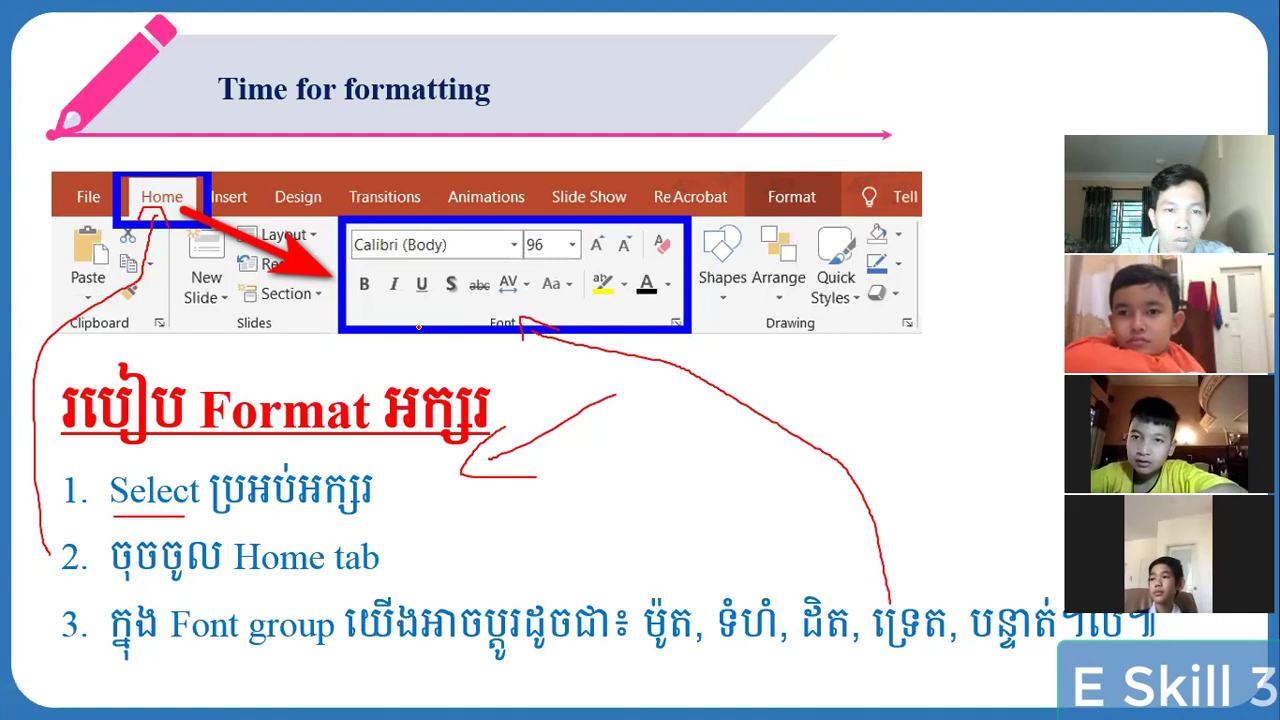 Time for formatting
File Home Insert Design Transitions Animations Slide Show Re Acrobat Format Tell
Calibri (Body) 96
Layout
Paste New Slide Section Shapes Arrange Quick Styles
B I U S abc AV Aa A
Clipboard Slides Font Drawing
របៀប Format អក្សរ
1. Select ប្រអប់អក្សរ
2. ចុចចូល Home tab
3. ក្នុង Font group យើងអាចប្តូរដូចជា៖ ម៉ូត, ទំហំ, ដិត, ទ្រេត, បន្ទាត់
E Skill 3